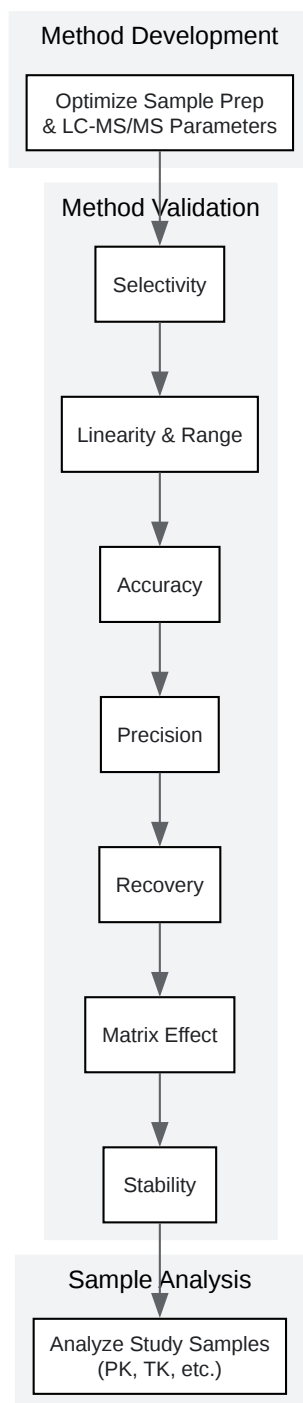 Method Development
Optimize Sample Prep
& LC-MS/MS Parameters
Method Validation
Selectivity
Linearity & Range
Accuracy
Precision
Recovery
Matrix Effect
Stability
Sample Analysis
Analyze Study Samples
(PK, TK, etc.)